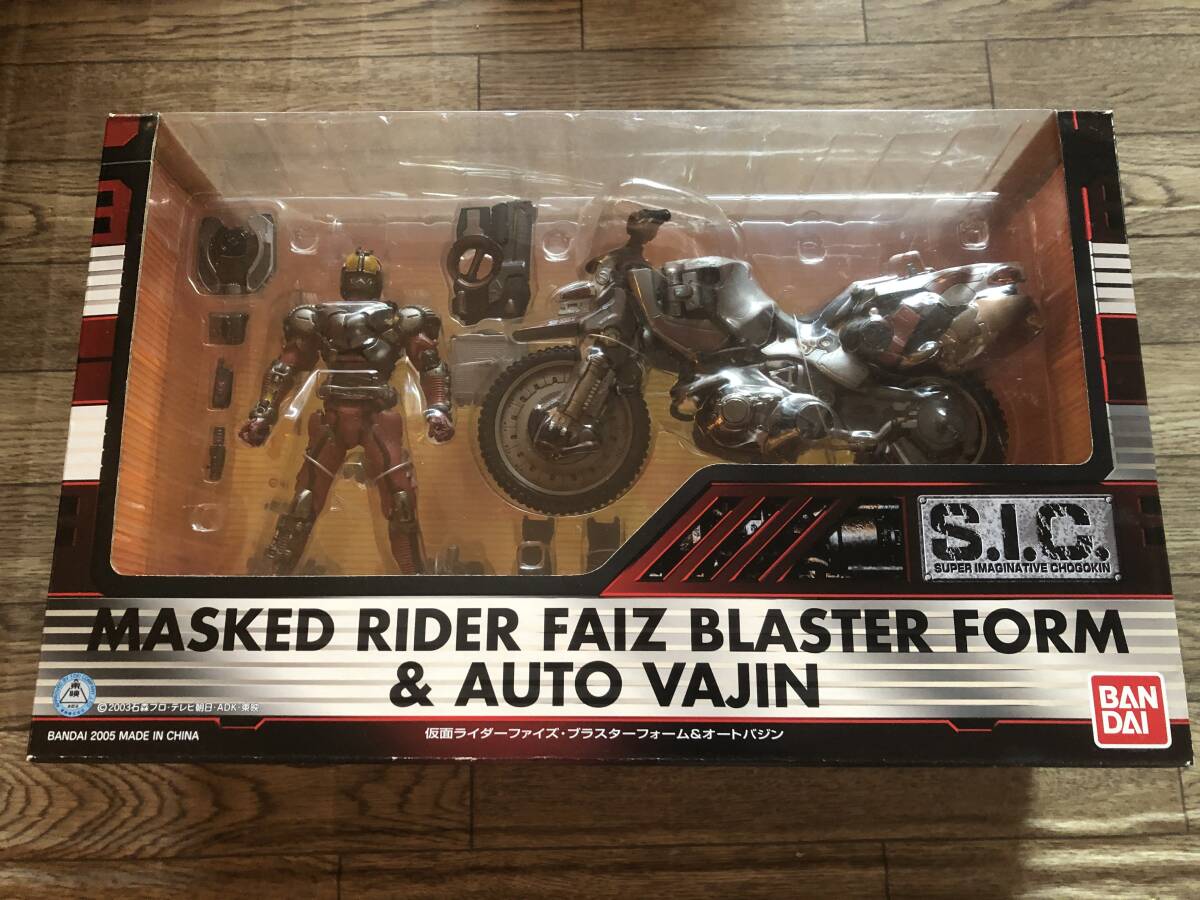 S.I.C.
SUPER IMAGINATIVE CHOGOKIN
MASKED RIDER FAIZ BLASTER FORM
& AUTO VAJIN
©2003石森プロ・テレビ朝日・ADK・東映
BANDAI 2005 MADE IN CHINA
仮面ライダーファイズ・ブラスターフォーム&オートバジン
BAN
DAI